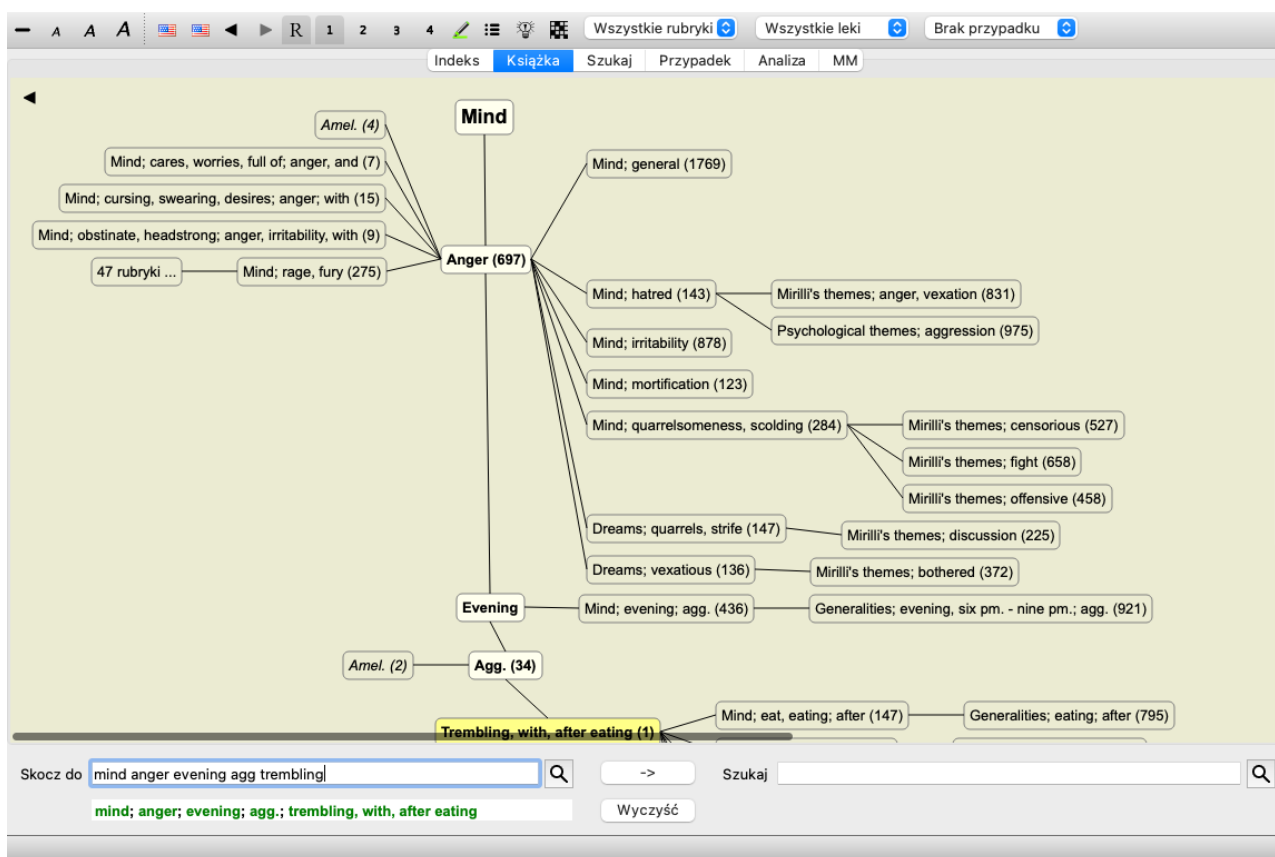 A A A R 1 2 3 4 Wszystkie rubryki Wszystkie leki Brak przypadku
Indeks Książka Szukaj Przypadek Analiza MM
Mind
Amel. (4)
Mind; cares, worries, full of; anger, and (7)
Mind; general (1769)
Mind; cursing, swearing, desires; anger; with (15)
Mind; obstinate, headstrong; anger, irritability, with (9)
Anger (697)
47 rubryki ... Mind; rage, fury (275)
Mind; hatred (143) Mirilli's themes; anger, vexation (831)
Psychological themes; aggression (975)
Mind; irritability (878)
Mind; mortification (123)
Mind; quarrelsomeness, scolding (284) Mirilli's themes; censorious (527)
Mirilli's themes; fight (658)
Mirilli's themes; offensive (458)
Dreams; quarrels, strife (147) Mirilli's themes; discussion (225)
Dreams; vexatious (136) Mirilli's themes; bothered (372)
Evening Mind; evening; agg. (436) Generalities; evening, six pm. - nine pm.; agg. (921)
Amel. (2) Agg. (34)
Mind; eat, eating; after (147) Generalities; eating; after (795)
Trembling, with, after eating (1)
Skocz do mind anger evening agg trembling -> Szukaj
mind; anger; evening; agg.; trembling, with, after eating Wyczyść